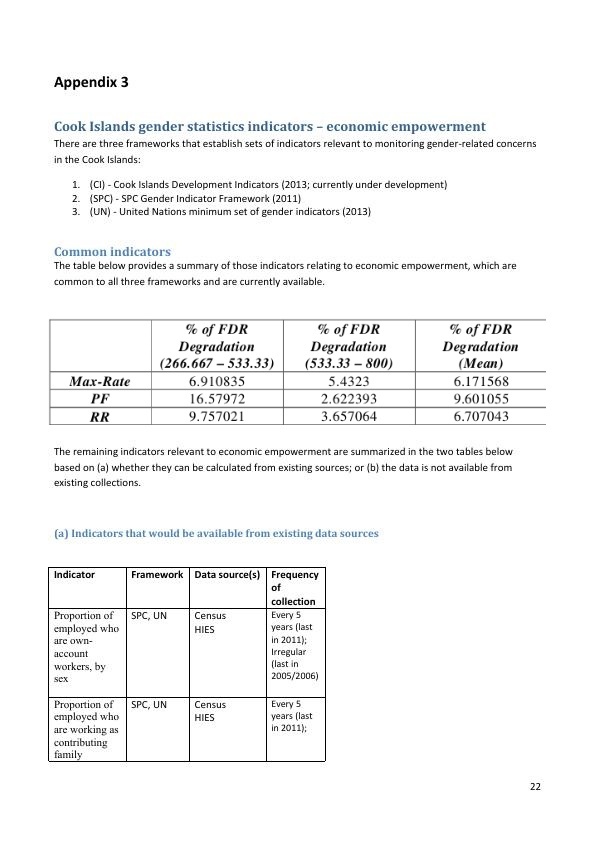 Appendix 3
Cook Islands gender statistics indicators – economic empowerment
There are three frameworks that establish sets of indicators relevant to monitoring gender-related concerns
in the Cook Islands:
1. (CI) - Cook Islands Development Indicators (2013; currently under development)
2. (SPC) - SPC Gender Indicator Framework (2011)
3. (UN) - United Nations minimum set of gender indicators (2013)
Common indicators
The table below provides a summary of those indicators relating to economic empowerment, which are
common to all three frameworks and are currently available.
% of FDR % of FDR % of FDR
Degradation Degradation Degradation
(266.667 – 533.33) (533.33 – 800) (Mean)
Max-Rate 6.910835 5.4323 6.171568
PF 16.57972 2.622393 9.601055
RR 9.757021 3.657064 6.707043
The remaining indicators relevant to economic empowerment are summarized in the two tables below
based on (a) whether they can be calculated from existing sources; or (b) the data is not available from
existing collections.
(a) Indicators that would be available from existing data sources
Indicator Framework Data source(s) Frequency
of
collection
Proportion of SPC, UN Census Every 5
employed who HIES years (last
are own- in 2011);
account Irregular
workers, by (last in
sex 2005/2006)
Proportion of SPC, UN Census Every 5
employed who HIES years (last
are working as in 2011);
contributing
family
22